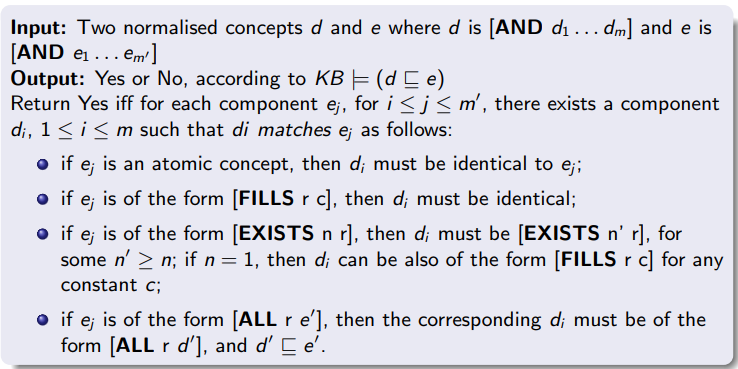 Input: Two normalised concepts d and e where d is [AND d₁ . . . dₘ] and e is
[AND e₁ . . . eₘ′]
Output: Yes or No, according to KB ⊨ (d ⊑ e)
Return Yes iff for each component eⱼ, for i ≤ j ≤ m′, there exists a component
dᵢ, 1 ≤ i ≤ m such that di matches eⱼ as follows:
if eⱼ is an atomic concept, then dᵢ must be identical to eⱼ;
if eⱼ is of the form [FILLS r c], then dᵢ must be identical;
if eⱼ is of the form [EXISTS n r], then dᵢ must be [EXISTS n' r], for
some n′ ≥ n; if n = 1, then dᵢ can be also of the form [FILLS r c] for any
constant c;
if eⱼ is of the form [ALL r e′], then the corresponding dᵢ must be of the
form [ALL r d′], and d′ ⊑ e′.